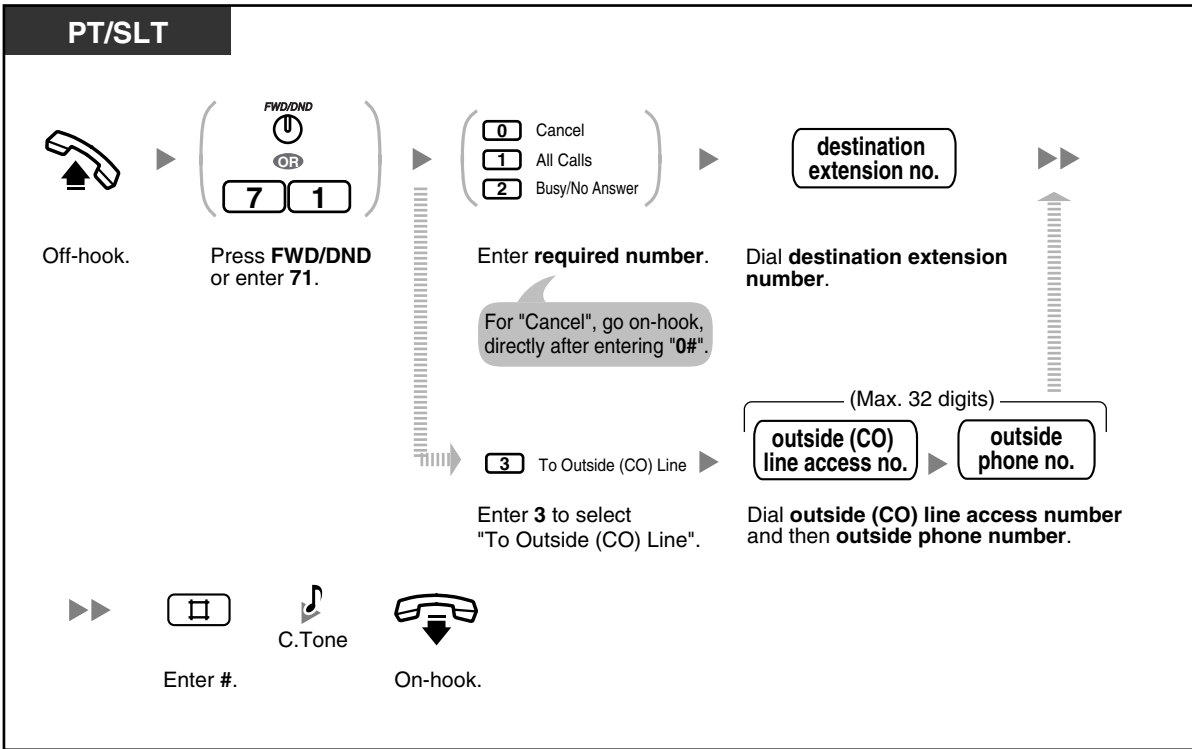 PT/SLT
FWD/DND
OR
7 1
0 Cancel
1 All Calls
2 Busy/No Answer
destination
extension no.
Off-hook.
Press FWD/DND
or enter 71.
Enter required number.
Dial destination extension
number.
For "Cancel", go on-hook,
directly after entering "0#".
3 To Outside (CO) Line
(Max. 32 digits)
outside (CO)
line access no.
outside
phone no.
Enter 3 to select
"To Outside (CO) Line".
Dial outside (CO) line access number
and then outside phone number.
#
C.Tone
Enter #.
On-hook.